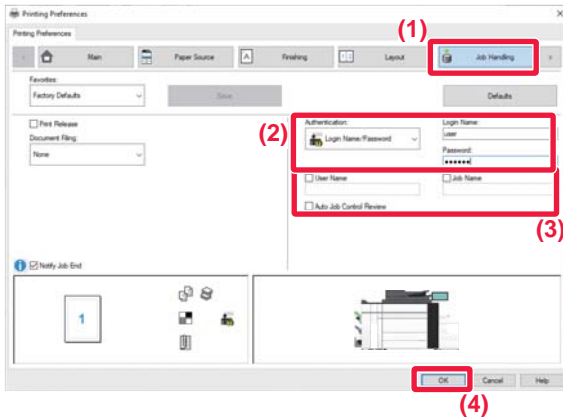 Printing Preferences
(1)
Printing Preferences
Main
Paper Source
Finishing
Layout
Job Handling
Favorites:
Factory Defaults
Save
Defaults
Print Release
Document Filing:
None
(2)
Authentication:
Login Name/Password
Login Name:
user
Password:
••••••
User Name
Job Name
Auto Job Control Review
(3)
Notify Job End
1
OK
Cancel
Help
(4)